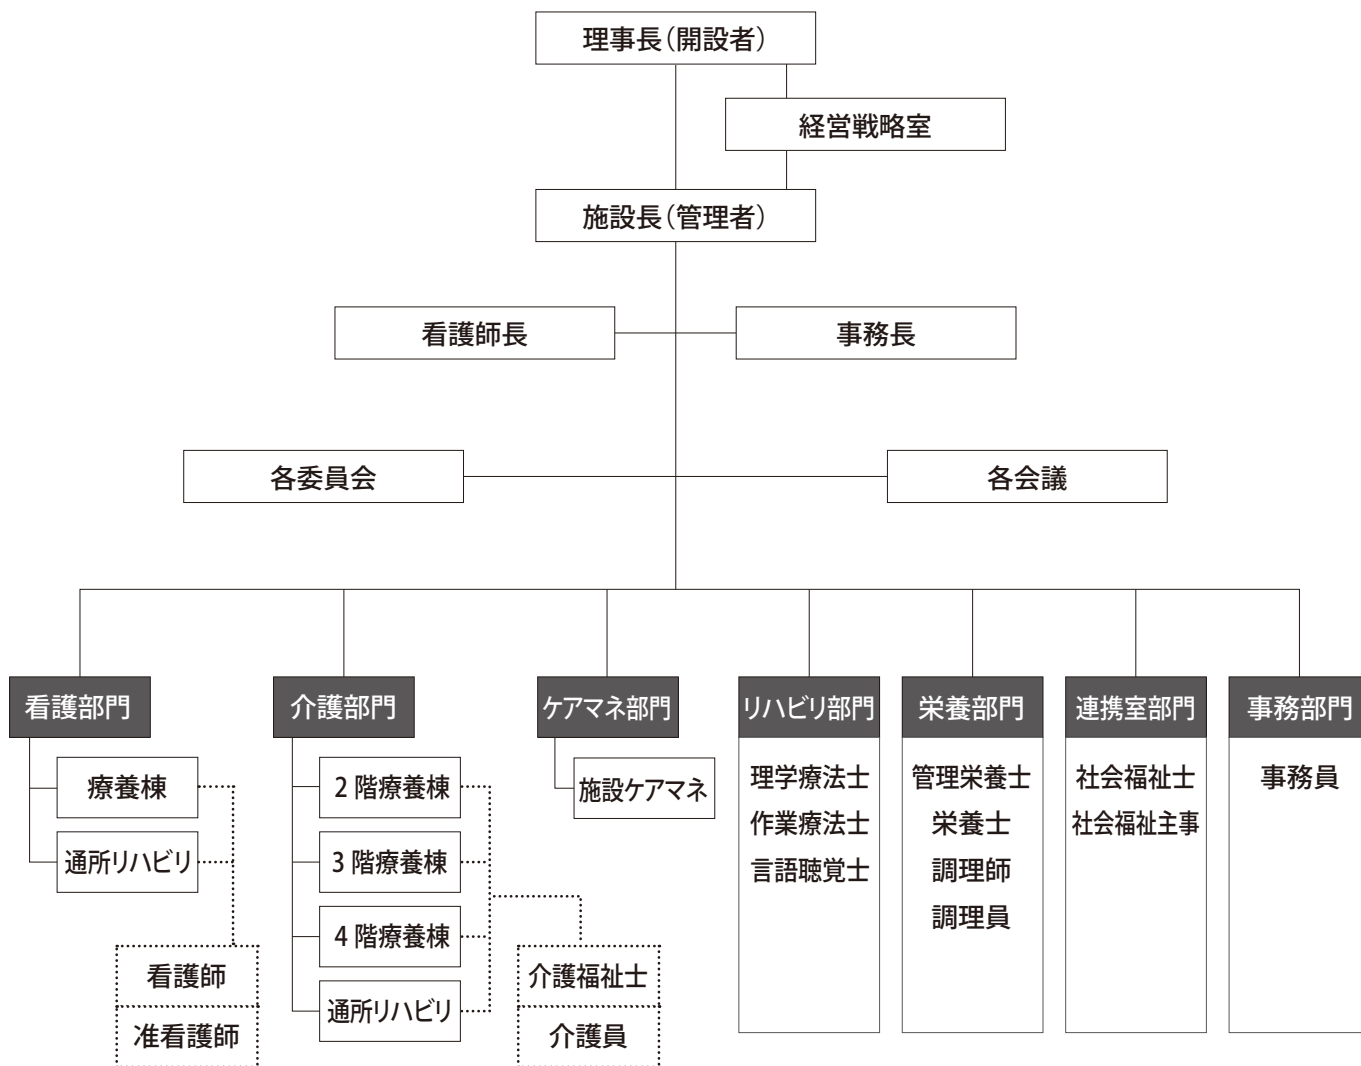 理事長(開設者)
経営戦略室
施設長(管理者)
看護師長
事務長
各委員会
各会議
看護部門
療養棟
通所リハビリ
看護師
准看護師
介護部門
2階療養棟
3階療養棟
4階療養棟
通所リハビリ
介護福祉士
介護員
ケアマネ部門
施設ケアマネ
リハビリ部門
理学療法士
作業療法士
言語聴覚士
栄養部門
管理栄養士
栄養士
調理師
調理員
連携室部門
社会福祉士
社会福祉主事
事務部門
事務員